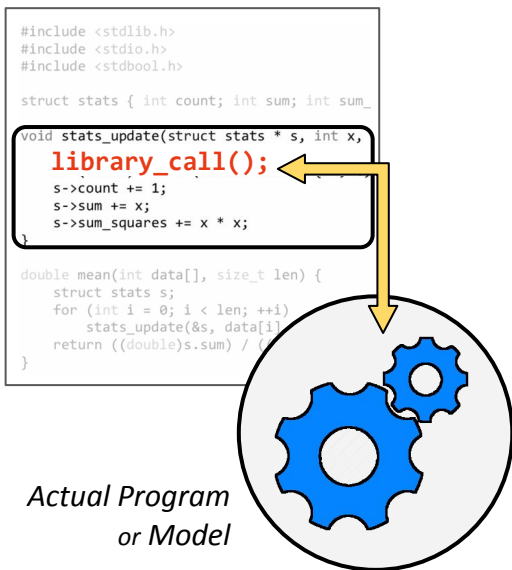 #include <stdlib.h>
#include <stdio.h>
#include <stdbool.h>
struct stats { int count; int sum; int sum_
void stats_update(struct stats * s, int x,
library_call();
s->count += 1;
s->sum += x;
s->sum_squares += x * x;
}
double mean(int data[], size_t len) {
struct stats s;
for (int i = 0; i < len; ++i)
stats_update(&s, data[i]
return ((double)s.sum) / (
}
Actual Program
or Model